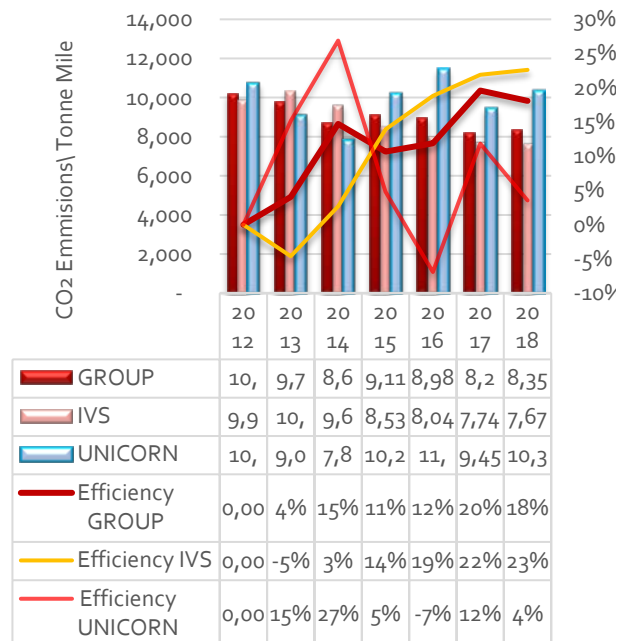 CO2 Emmisions\ Tonne Mile
14,000
12,000
10,000
8,000
6,000
4,000
2,000
-
30%
25%
20%
15%
10%
5%
0%
-5%
-10%
20 20 20 20 20 20 20
12 13 14 15 16 17 18
GROUP 10, 9,7 8,6 9,11 8,98 8,2 8,35
IVS 9,9 10, 9,6 8,53 8,04 7,74 7,67
UNICORN 10, 9,0 7,8 10,2 11, 9,45 10,3
Efficiency
GROUP 0,00 4% 15% 11% 12% 20% 18%
Efficiency IVS 0,00 -5% 3% 14% 19% 22% 23%
Efficiency
UNICORN 0,00 15% 27% 5% -7% 12% 4%